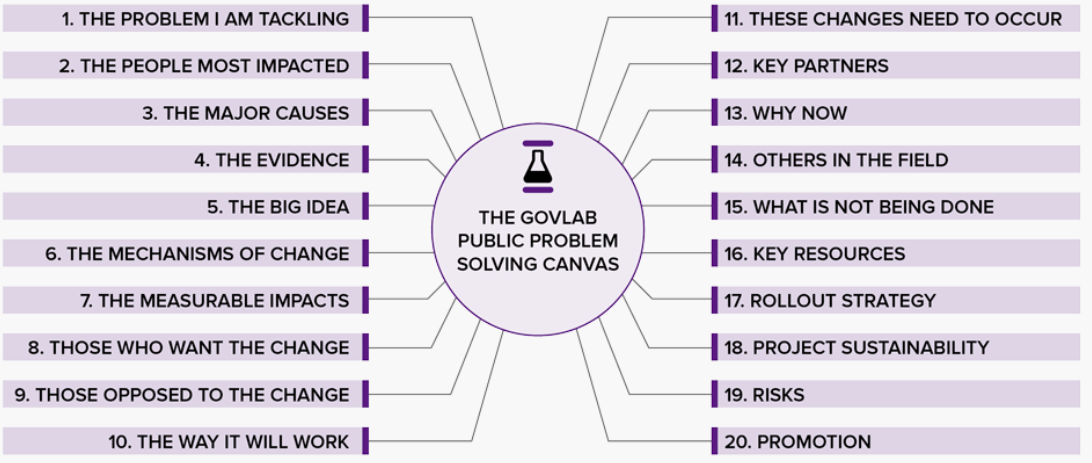 1. THE PROBLEM I AM TACKLING
2. THE PEOPLE MOST IMPACTED
3. THE MAJOR CAUSES
4. THE EVIDENCE
5. THE BIG IDEA
6. THE MECHANISMS OF CHANGE
7. THE MEASURABLE IMPACTS
8. THOSE WHO WANT THE CHANGE
9. THOSE OPPOSED TO THE CHANGE
10. THE WAY IT WILL WORK
THE GOVLAB
PUBLIC PROBLEM
SOLVING CANVAS
11. THESE CHANGES NEED TO OCCUR
12. KEY PARTNERS
13. WHY NOW
14. OTHERS IN THE FIELD
15. WHAT IS NOT BEING DONE
16. KEY RESOURCES
17. ROLLOUT STRATEGY
18. PROJECT SUSTAINABILITY
19. RISKS
20. PROMOTION